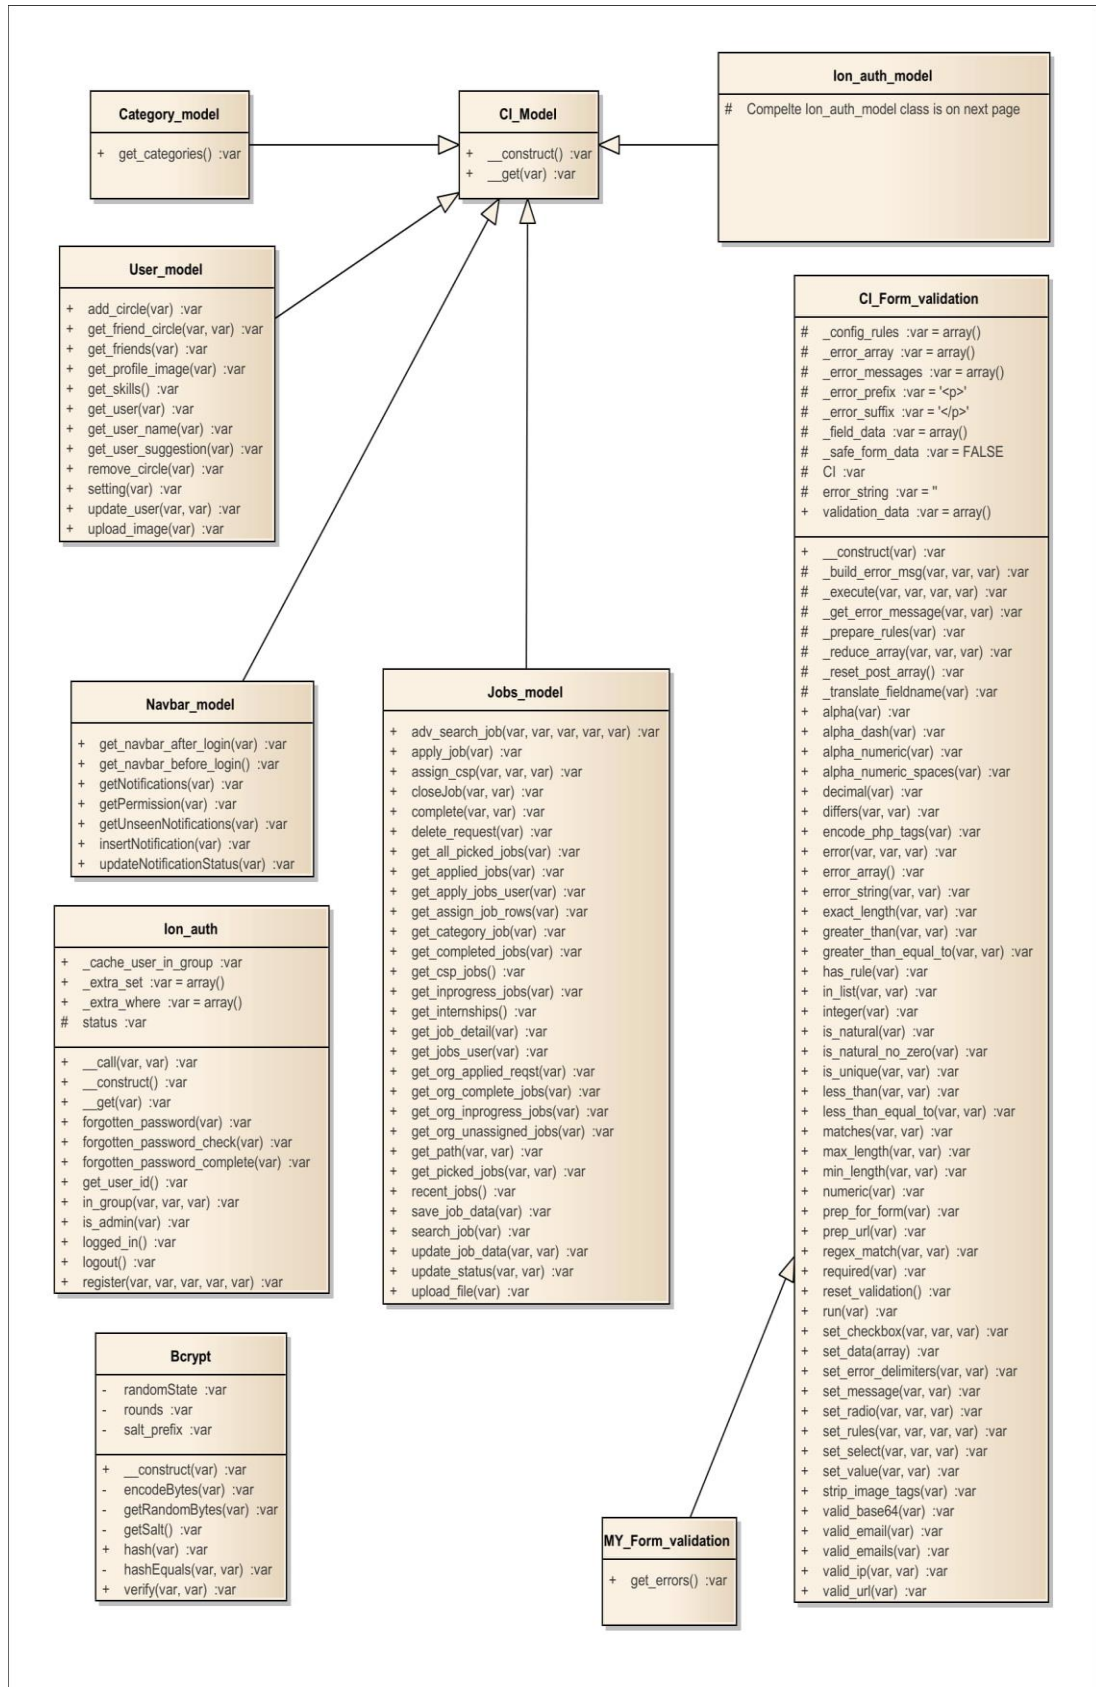 Category_model
+ get_categories() :var
CI_Model
+ __construct() :var
+ __get(var) :var
Ion_auth_model
# Compelte Ion_auth_model class is on next page
User_model
+ add_circle(var) :var
+ get_friend_circle(var, var) :var
+ get_friends(var) :var
+ get_profile_image(var) :var
+ get_skills() :var
+ get_user(var) :var
+ get_user_name(var) :var
+ get_user_suggestion(var) :var
+ remove_circle(var) :var
+ setting(var) :var
+ update_user(var, var) :var
+ upload_image(var) :var
CI_Form_validation
# _config_rules :var = array()
# _error_array :var = array()
# _error_messages :var = array()
# _error_prefix :var = '<p>'
# _error_suffix :var = '</p>'
# _field_data :var = array()
# _safe_form_data :var = FALSE
# CI :var
# error_string :var = ''
+ validation_data :var = array()
+ __construct(var) :var
# _build_error_msg(var, var, var) :var
# _execute(var, var, var, var) :var
# _get_error_message(var, var) :var
# _prepare_rules(var) :var
# _reduce_array(var, var, var) :var
# _reset_post_array() :var
# _translate_fieldname(var) :var
+ alpha(var) :var
+ alpha_dash(var) :var
+ alpha_numeric(var) :var
+ alpha_numeric_spaces(var) :var
+ decimal(var) :var
+ differs(var, var) :var
+ encode_php_tags(var) :var
+ error(var, var, var) :var
+ error_array() :var
+ error_string(var, var) :var
+ exact_length(var, var) :var
+ greater_than(var, var) :var
+ greater_than_equal_to(var, var) :var
+ has_rule(var) :var
+ in_list(var, var) :var
+ integer(var) :var
+ is_natural(var) :var
+ is_natural_no_zero(var) :var
+ is_unique(var, var) :var
+ less_than(var, var) :var
+ less_than_equal_to(var, var) :var
+ matches(var, var) :var
+ max_length(var, var) :var
+ min_length(var, var) :var
+ numeric(var) :var
+ prep_for_form(var) :var
+ prep_url(var) :var
+ regex_match(var, var) :var
+ required(var) :var
+ reset_validation() :var
+ run(var) :var
+ set_checkbox(var, var, var) :var
+ set_data(array) :var
+ set_error_delimiters(var, var) :var
+ set_message(var, var) :var
+ set_radio(var, var, var) :var
+ set_rules(var, var, var, var) :var
+ set_select(var, var, var) :var
+ set_value(var, var) :var
+ strip_image_tags(var) :var
+ valid_base64(var) :var
+ valid_email(var) :var
+ valid_emails(var) :var
+ valid_ip(var, var) :var
+ valid_url(var) :var
Navbar_model
+ get_navbar_after_login(var) :var
+ get_navbar_before_login() :var
+ getNotifications(var) :var
+ getPermission(var) :var
+ getUnseenNotifications(var) :var
+ insertNotification(var) :var
+ updateNotificationStatus(var) :var
Jobs_model
+ adv_search_job(var, var, var, var, var) :var
+ apply_job(var) :var
+ assign_csp(var, var, var) :var
+ closeJob(var, var) :var
+ complete(var, var) :var
+ delete_request(var) :var
+ get_all_picked_jobs(var) :var
+ get_applied_jobs(var) :var
+ get_apply_jobs_user(var) :var
+ get_assign_job_rows(var) :var
+ get_category_job(var) :var
+ get_completed_jobs(var) :var
+ get_csp_jobs() :var
+ get_inprogress_jobs(var) :var
+ get_internships() :var
+ get_job_detail(var) :var
+ get_jobs_user(var) :var
+ get_org_applied_reqst(var) :var
+ get_org_complete_jobs(var) :var
+ get_org_inprogress_jobs(var) :var
+ get_org_unassigned_jobs(var) :var
+ get_path(var, var) :var
+ get_picked_jobs(var, var) :var
+ recent_jobs() :var
+ save_job_data(var) :var
+ search_job(var) :var
+ update_job_data(var, var) :var
+ update_status(var, var) :var
+ upload_file(var) :var
Ion_auth
+ _cache_user_in_group :var
+ _extra_set :var = array()
+ _extra_where :var = array()
# status :var
+ __call(var, var) :var
+ __construct() :var
+ __get(var) :var
+ forgotten_password(var) :var
+ forgotten_password_check(var) :var
+ forgotten_password_complete(var) :var
+ get_user_id() :var
+ in_group(var, var, var) :var
+ is_admin(var) :var
+ logged_in() :var
+ logout() :var
+ register(var, var, var, var, var) :var
Bcrypt
- randomState :var
- rounds :var
- salt_prefix :var
+ __construct(var) :var
- encodeBytes(var) :var
- getRandomBytes(var) :var
- getSalt() :var
+ hash(var) :var
- hashEquals(var, var) :var
+ verify(var, var) :var
MY_Form_validation
+ get_errors() :var